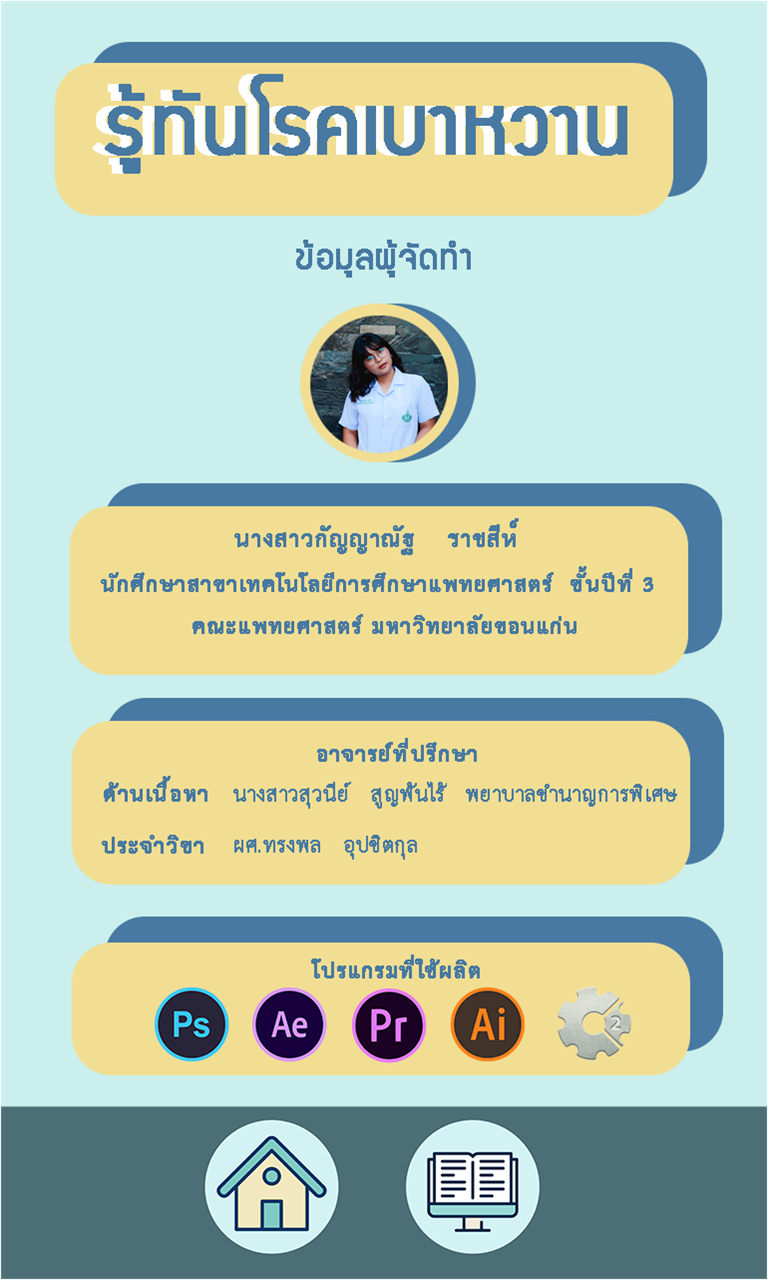 รู้ทันโรคเบาหวาน
ข้อมูลผู้จัดทำ
นางสาวกัญญาณัฐ ราชสีห์
นักศึกษาสาขาเทคโนโลยีการศึกษาแพทยศาสตร์ ชั้นปีที่ 3
คณะแพทยศาสตร์ มหาวิทยาลัยขอนแก่น
อาจารย์ที่ปรึกษา
ด้านเนื้อหา นางสาวสุวนีย์ สูญพ้นไร้ พยาบาลชำนาญการพิเศษ
ประจำวิชา ผศ.ทรงพล อุปชิตกุล
โปรแกรมที่ใช้ผลิต
Ps Ae Pr Ai 2